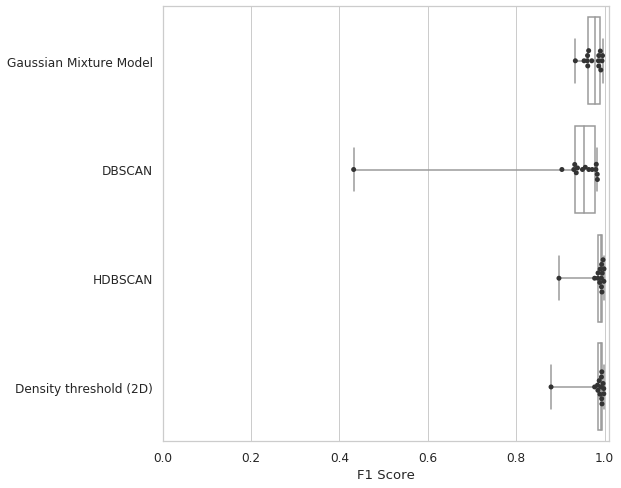 Gaussian Mixture Model
DBSCAN
HDBSCAN
Density threshold (2D)
0.0 0.2 0.4 0.6 0.8 1.0
F1 Score